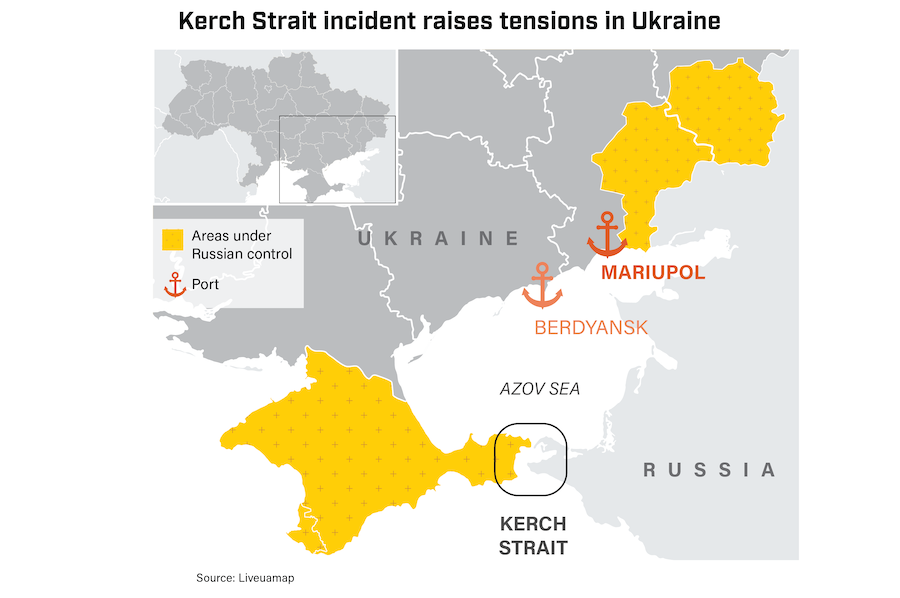 Kerch Strait incident raises tensions in Ukraine
Areas under
Russian control
Port
UKRAINE
MARIUPOL
BERDYANSK
AZOV SEA
RUSSIA
KERCH
STRAIT
Source: Liveuamap